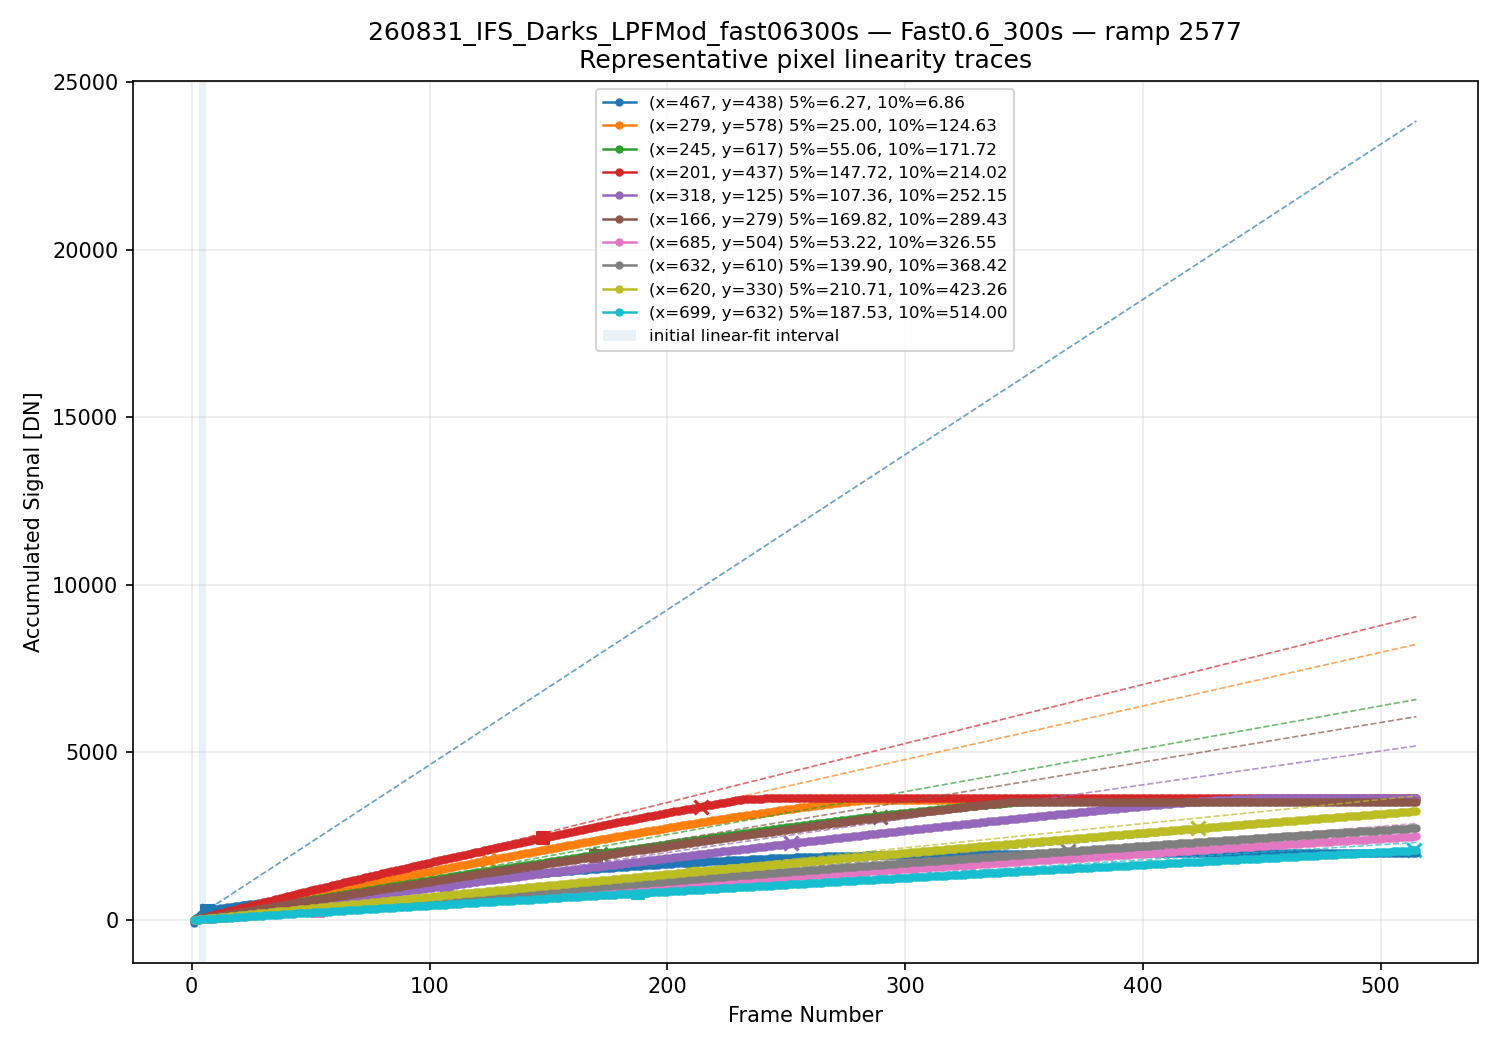 260831_IFS_Darks_LPFMod_fast06300s — Fast0.6_300s — ramp 2577
Representative pixel linearity traces
25000
20000
15000
10000
5000
0
Accumulated Signal [DN]
(x=467, y=438) 5%=6.27, 10%=6.86
(x=279, y=578) 5%=25.00, 10%=124.63
(x=245, y=617) 5%=55.06, 10%=171.72
(x=201, y=437) 5%=147.72, 10%=214.02
(x=318, y=125) 5%=107.36, 10%=252.15
(x=166, y=279) 5%=169.82, 10%=289.43
(x=685, y=504) 5%=53.22, 10%=326.55
(x=632, y=610) 5%=139.90, 10%=368.42
(x=620, y=330) 5%=210.71, 10%=423.26
(x=699, y=632) 5%=187.53, 10%=514.00
initial linear-fit interval
0 100 200 300 400 500
Frame Number